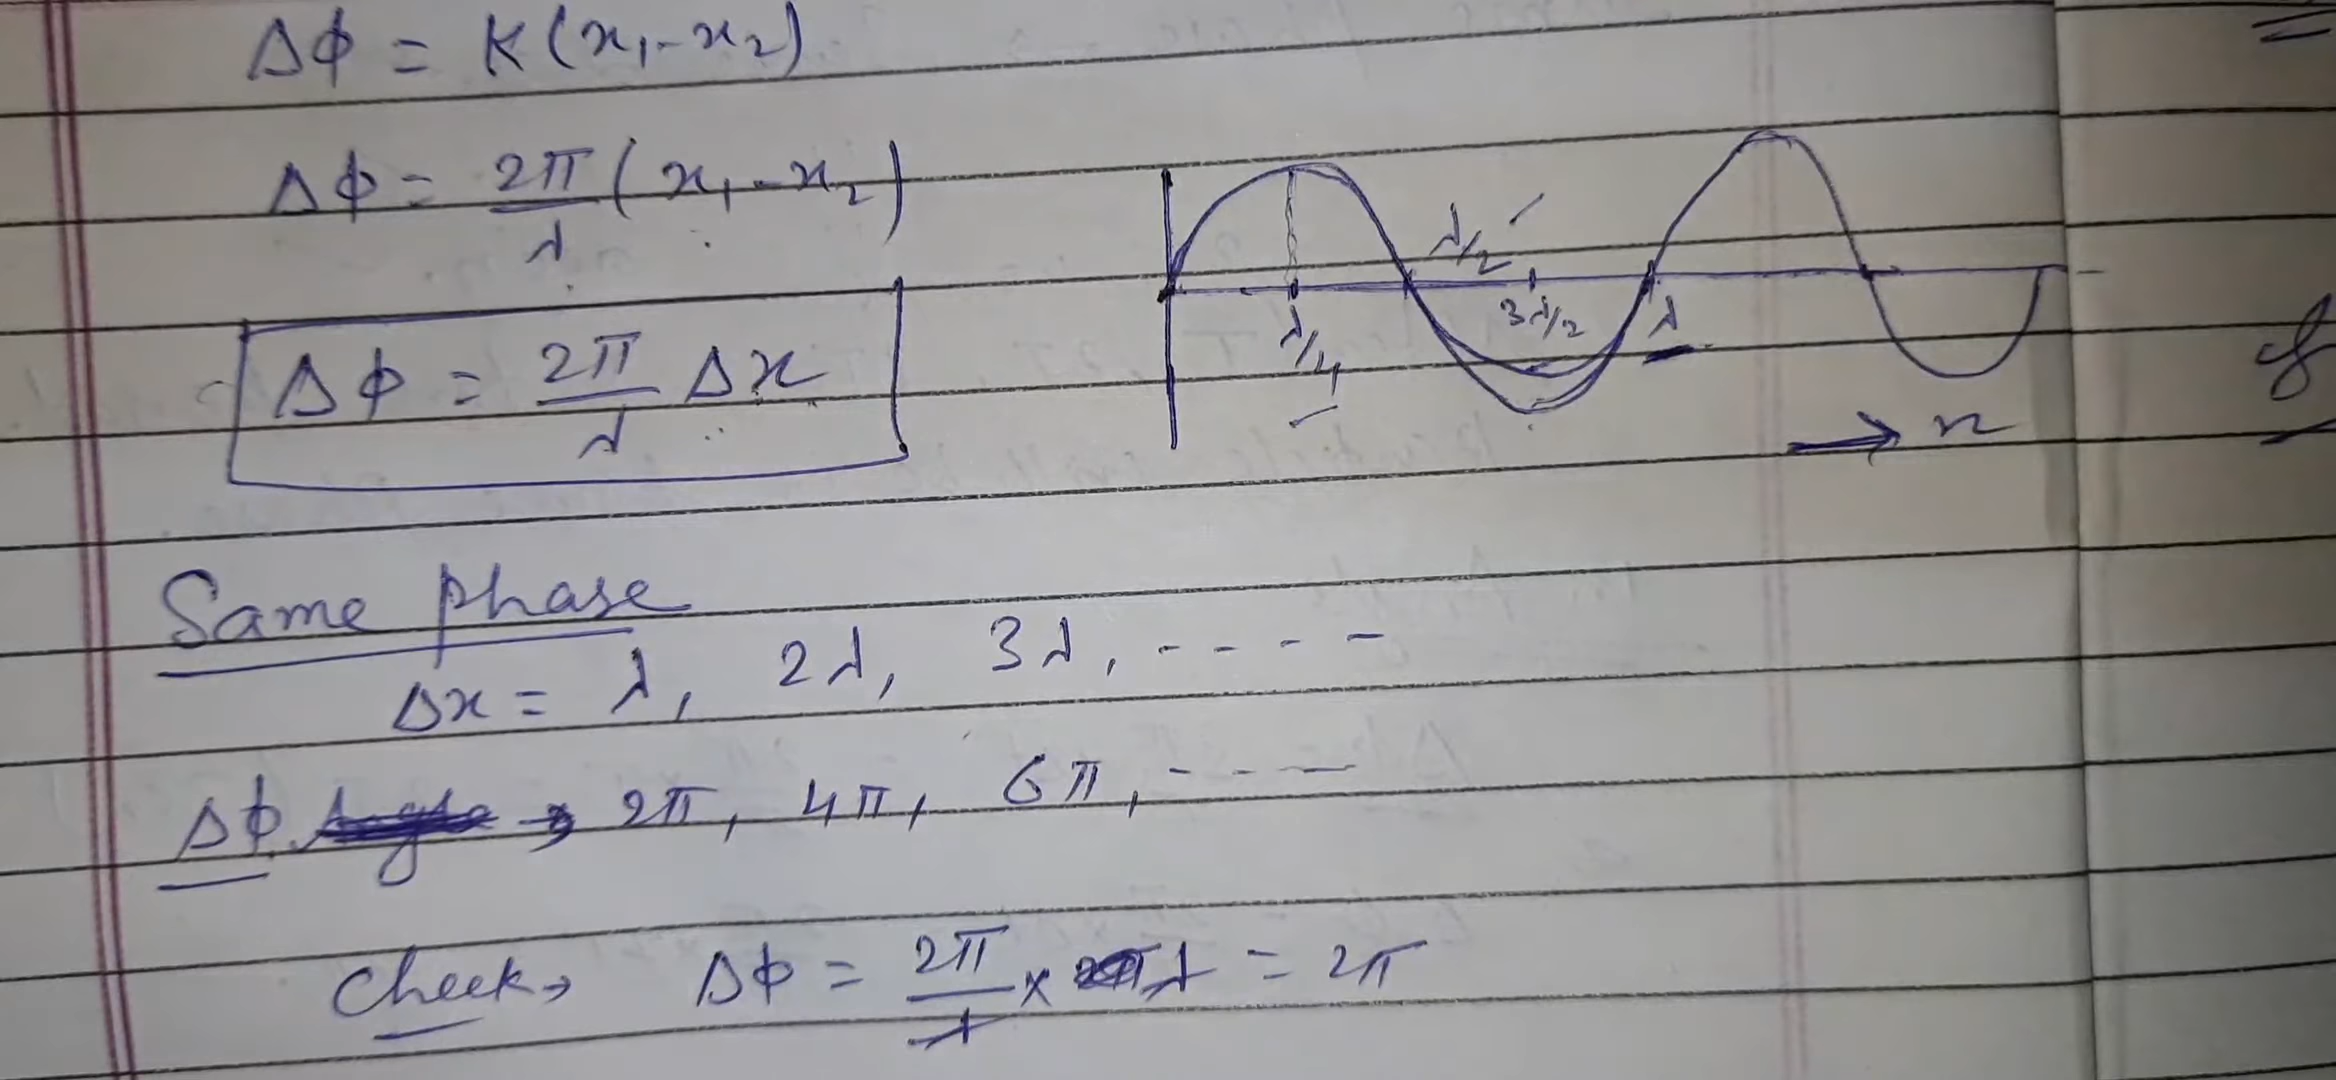 Δφ = K(x₁-x₂)
Δφ = 2π/λ (x₁-x₂)
Δφ = 2π/λ Δx
λ/2
λ/4
3λ/2
λ
→ x
Same phase
Δx = λ, 2λ, 3λ, ----
Δφ → 2π, 4π, 6π, ----
Check→ Δφ = 2π/λ × λ = 2π